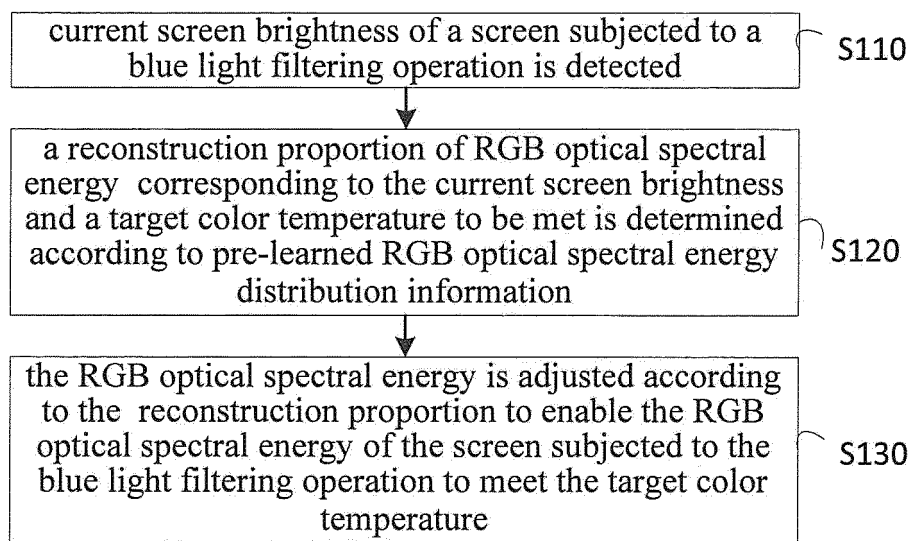 current screen brightness of a screen subjected to a
blue light filtering operation is detected
S110
a reconstruction proportion of RGB optical spectral
energy corresponding to the current screen brightness
and a target color temperature to be met is determined
according to pre-learned RGB optical spectral energy
distribution information
S120
the RGB optical spectral energy is adjusted according
to the reconstruction proportion to enable the RGB
optical spectral energy of the screen subjected to the
blue light filtering operation to meet the target color
temperature
S130